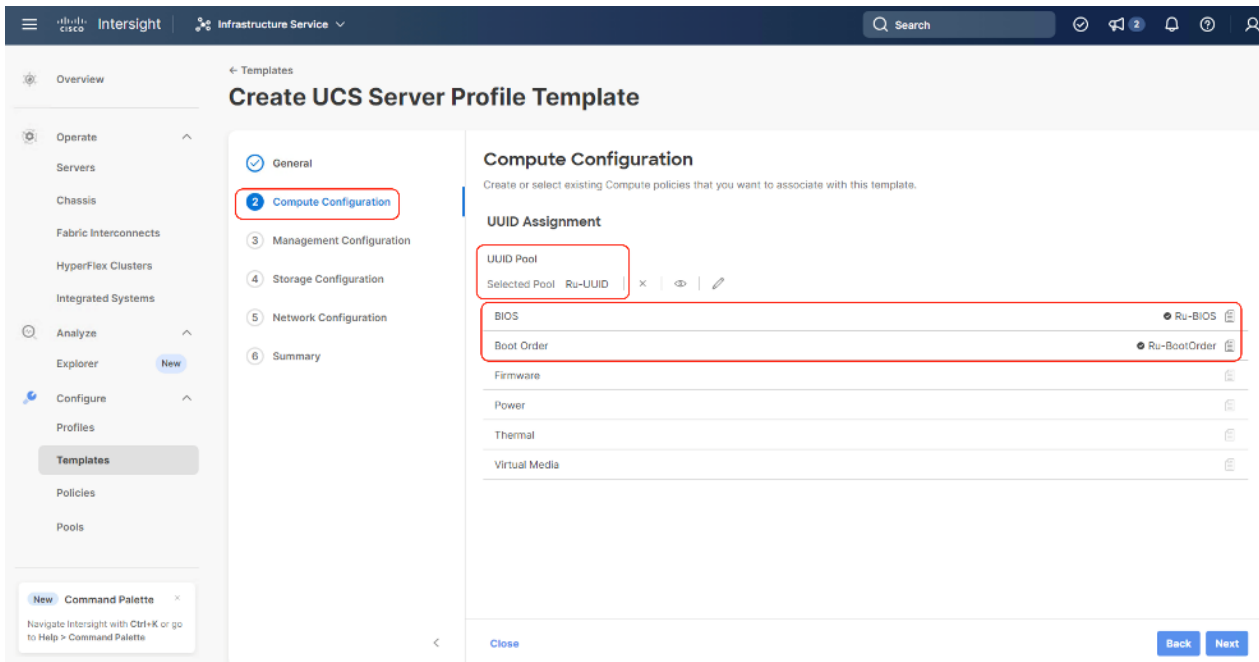 cisco Intersight
Infrastructure Service
Search
2
Overview
Operate
Servers
Chassis
Fabric Interconnects
HyperFlex Clusters
Integrated Systems
Analyze
Explorer New
Configure
Profiles
Templates
Policies
Pools
New Command Palette ×
Navigate Intersight with Ctrl+K or go
to Help > Command Palette
← Templates
Create UCS Server Profile Template
General
2 Compute Configuration
3 Management Configuration
4 Storage Configuration
5 Network Configuration
6 Summary
Compute Configuration
Create or select existing Compute policies that you want to associate with this template.
UUID Assignment
UUID Pool
Selected Pool Ru-UUID
BIOS Ru-BIOS
Boot Order Ru-BootOrder
Firmware
Power
Thermal
Virtual Media
Close Back Next